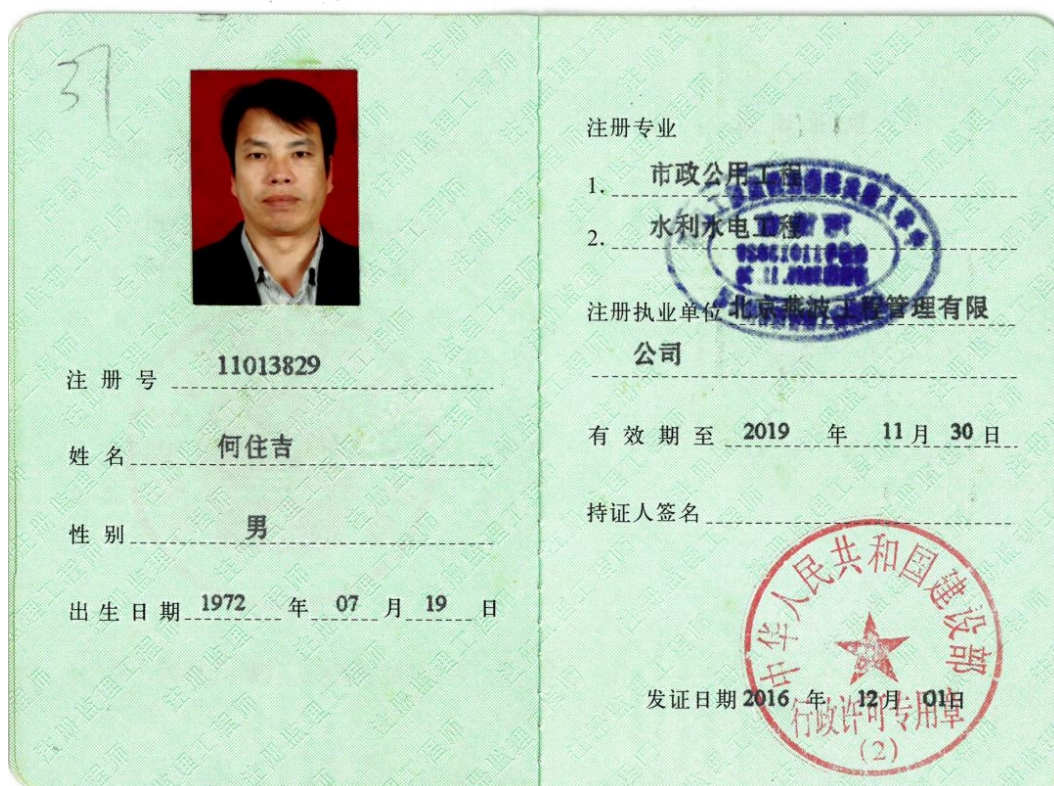 37
注册号 11013829
姓名 何住吉
性别 男
出生日期 1972 年 07 月 19 日
注册专业
1. 市政公用工程
2. 水利水电工程
注册执业单位 北京燕波工程管理有限
公司
有效期至 2019 年 11 月 30 日
持证人签名
中华人民共和国建设部
发证日期 2016 年 12 月 01 日
行政许可专用章
(2)